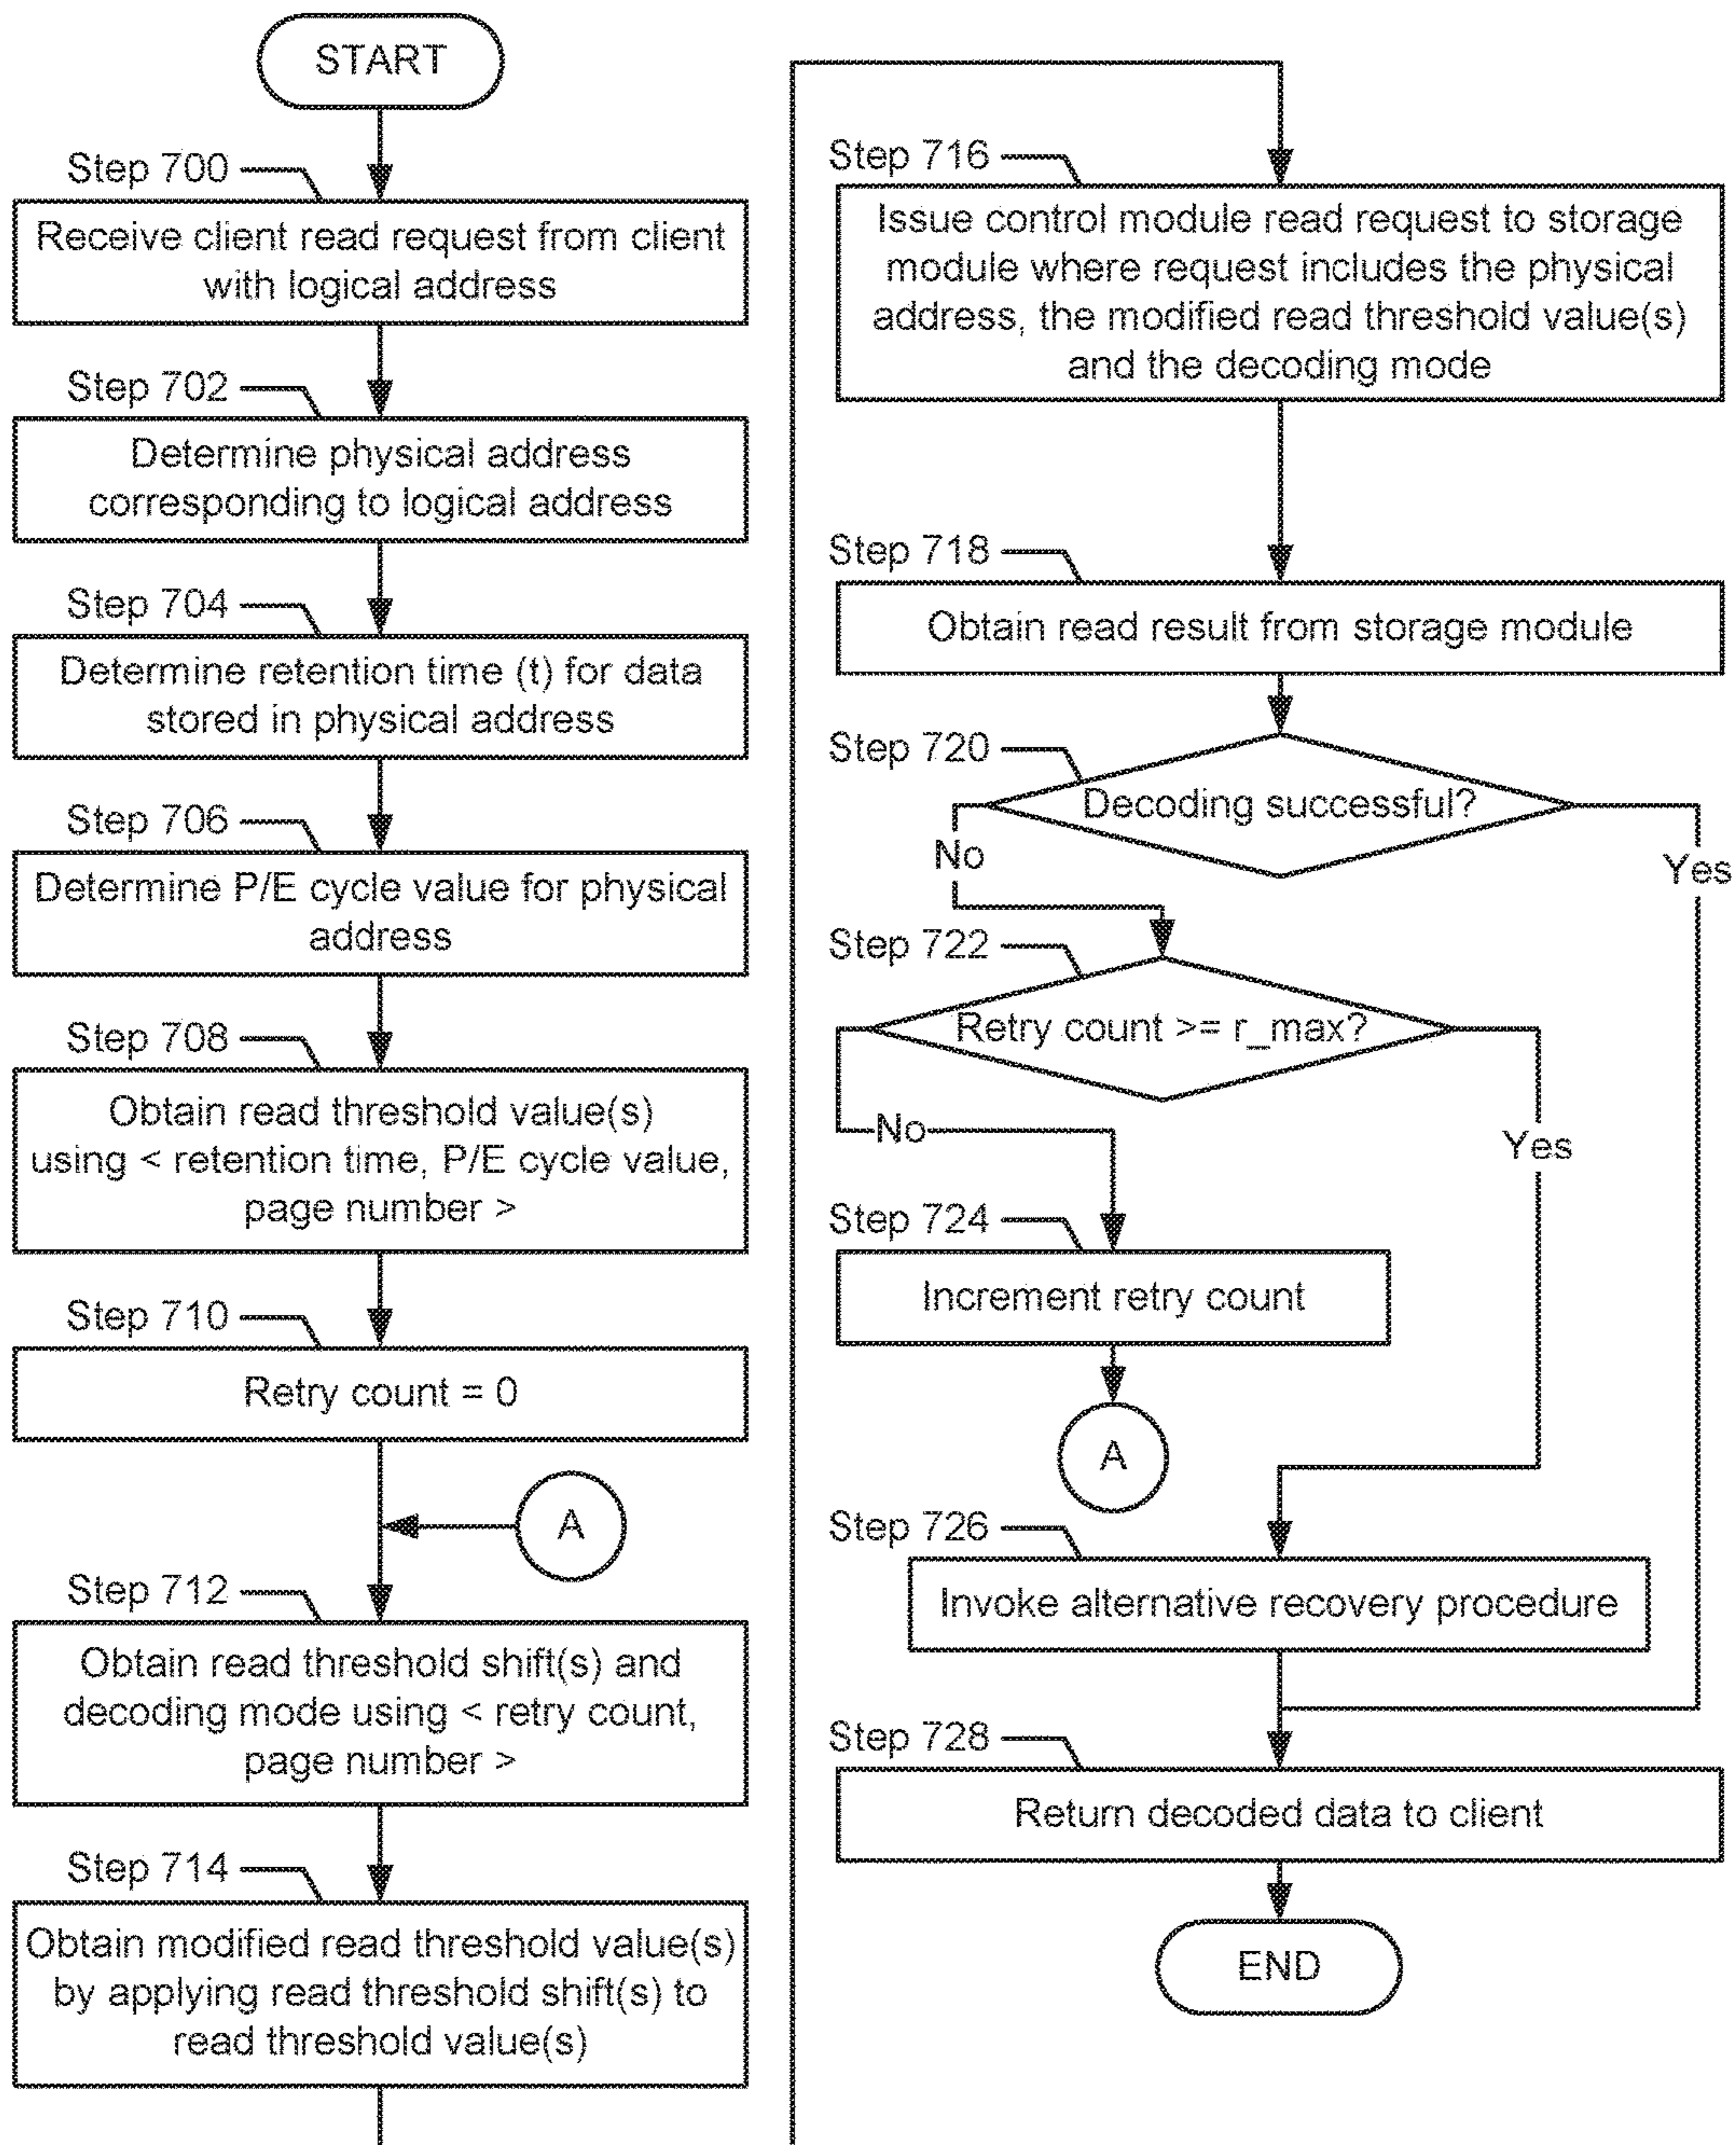 START
Step 700
Receive client read request from client
with logical address
Step 702
Determine physical address
corresponding to logical address
Step 704
Determine retention time (t) for data
stored in physical address
Step 706
Determine P/E cycle value for physical
address
Step 708
Obtain read threshold value(s)
using < retention time, P/E cycle value,
page number >
Step 710
Retry count = 0
A
Step 712
Obtain read threshold shift(s) and
decoding mode using < retry count,
page number >
Step 714
Obtain modified read threshold value(s)
by applying read threshold shift(s) to
read threshold value(s)
Step 716
Issue control module read request to storage
module where request includes the physical
address, the modified read threshold value(s)
and the decoding mode
Step 718
Obtain read result from storage module
Step 720
Decoding successful?
No
Yes
Step 722
Retry count >= r_max?
No
Yes
Step 724
Increment retry count
A
Step 726
Invoke alternative recovery procedure
Step 728
Return decoded data to client
END